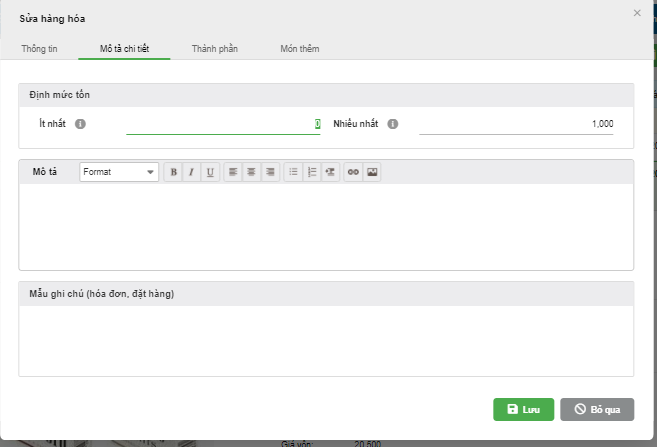 Sửa hàng hóa
Thông tin Mô tả chi tiết Thành phần Món thêm
Định mức tồn
Ít nhất 0 Nhiều nhất 1,000
Mô tả Format B I U
Mẫu ghi chú (hóa đơn, đặt hàng)
Lưu Bỏ qua
Giá vốn: 20,500